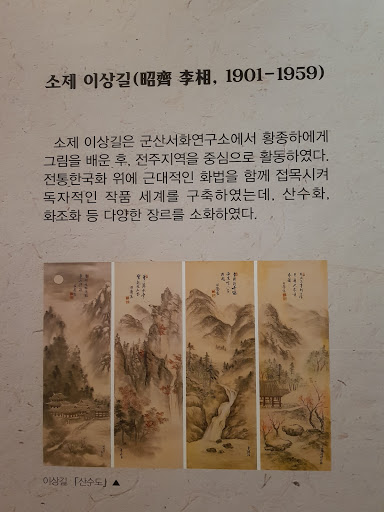 소제 이상길(昭齊 李相, 1901-1959)
소제 이상길은 군산서화연구소에서 황종하에게
그림을 배운 후, 전주지역을 중심으로 활동하였다.
전통한국화 위에 근대적인 화법을 함께 접목시켜
독자적인 작품 세계를 구축하였는데, 산수화,
화조화 등 다양한 장르를 소화하였다.
이상길 「산수도」 ▲